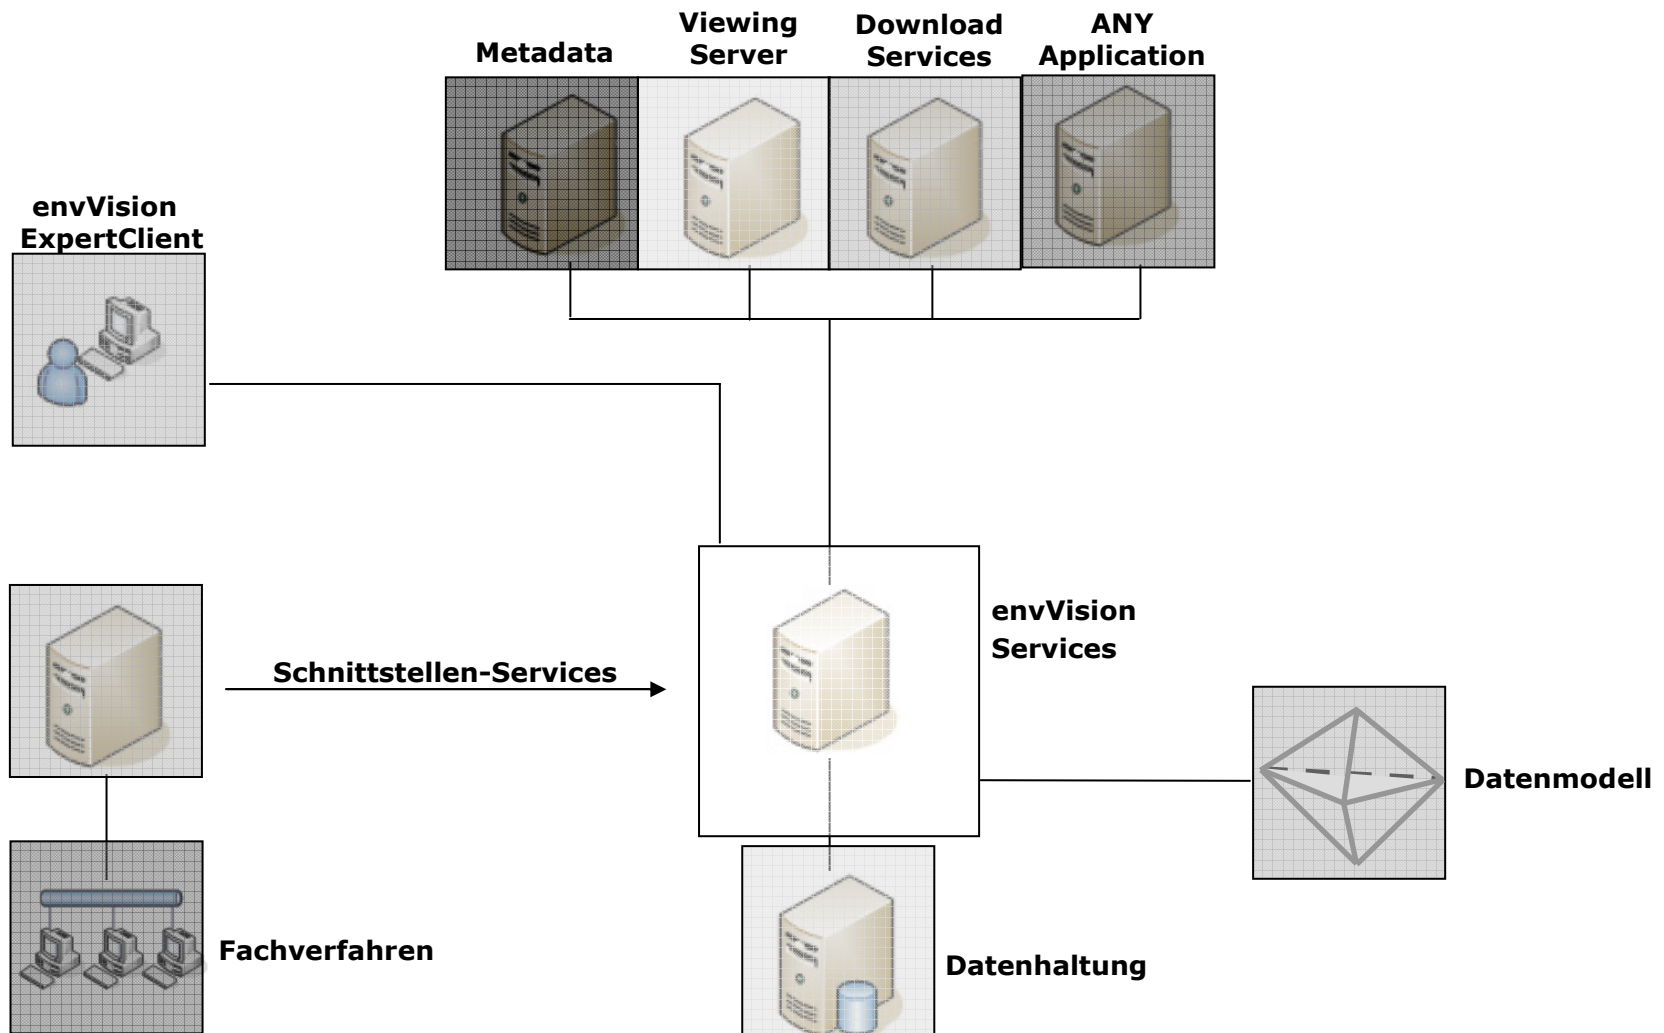 Metadata
Viewing
Server
Download
Services
ANY
Application
envVision
ExpertClient
envVision
Services
Schnittstellen-Services
Datenmodell
Fachverfahren
Datenhaltung